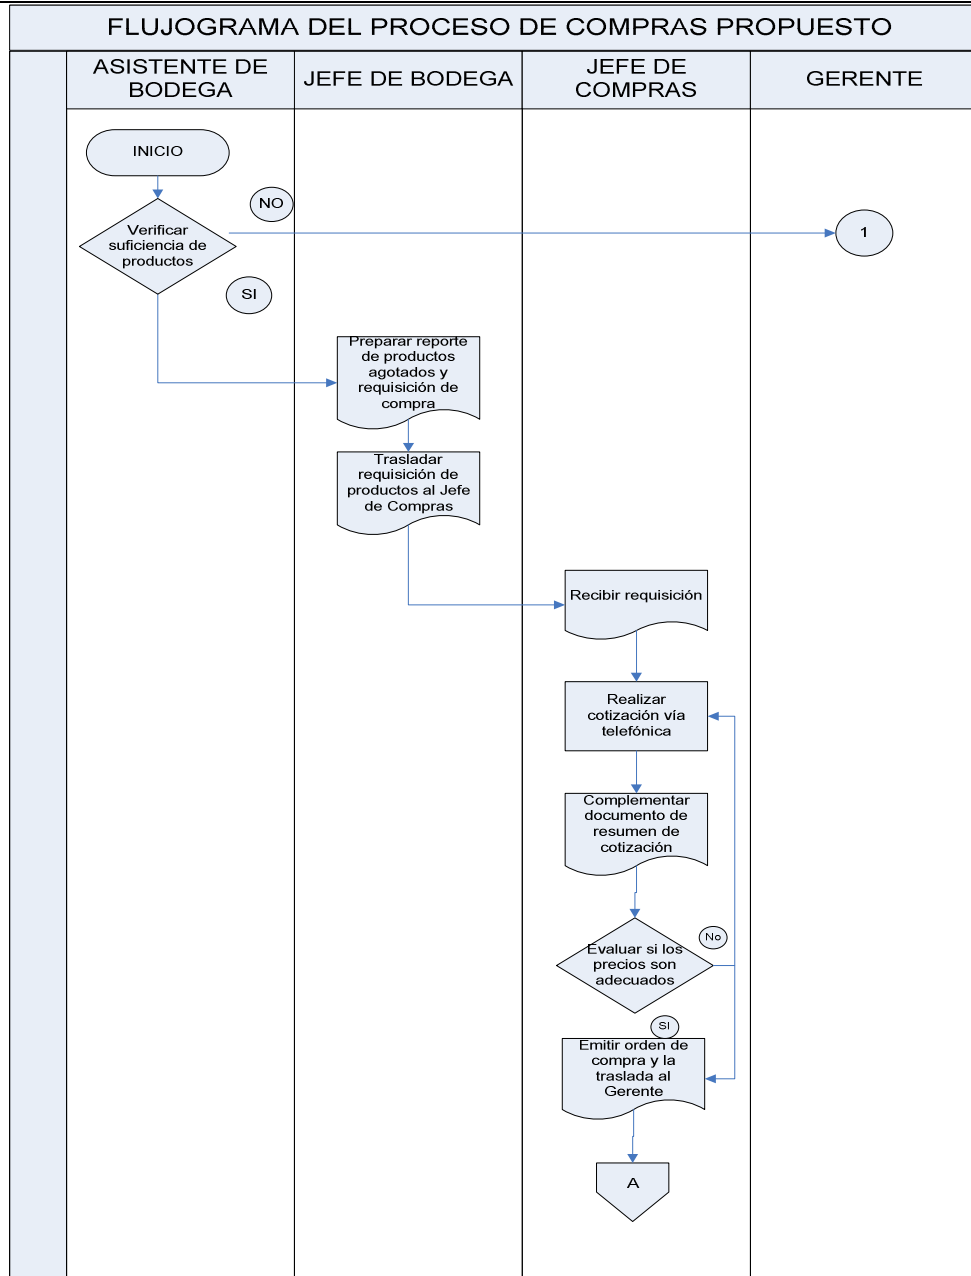 FLUJOGRAMA DEL PROCESO DE COMPRAS PROPUESTO
ASISTENTE DE
BODEGA
JEFE DE BODEGA
JEFE DE
COMPRAS
GERENTE
INICIO
NO
Verificar
suficiencia de
productos
1
SI
Preparar reporte
de productos
agotados y
requisición de
compra
Trasladar
requisición de
productos al Jefe
de Compras
Recibir requisición
Realizar
cotización vía
telefónica
Complementar
documento de
resumen de
cotización
No
Evaluar si los
precios son
adecuados
SI
Emitir orden de
compra y la
traslada al
Gerente
A